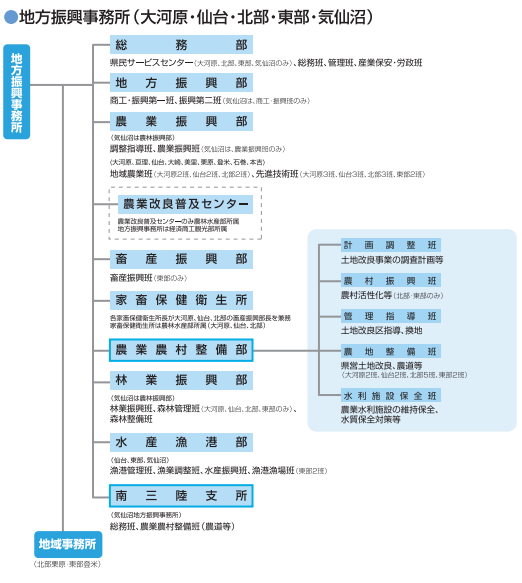 ●地方振興事務所（大河原・仙台・北部・東部・気仙沼）
地方振興事務所
総務部
県民サービスセンター（大河原、北部、東部、気仙沼のみ）、総務班、管理班、産業保安・労政班
地方振興部
商工・振興第一班、振興第二班（気仙沼は、商工・振興班のみ）
農業振興部
（気仙沼は農林振興部）
調整指導班、農業振興班（気仙沼は、農業振興班のみ）
（大河原、亘理、仙台、大崎、美里、栗原、登米、石巻、本吉）
地域農業班（大河原2班、仙台2班、北部2班）、先進技術班（大河原3班、仙台3班、北部3班、東部2班）
農業改良普及センター
農業改良普及センターのみ農林水産部所属
地方振興事務所は経済商工観光部所属
畜産振興部
畜産振興班（東部のみ）
家畜保健衛生所
各家畜保健衛生所長が大河原、仙台、北部の畜産振興部長を兼務
家畜保健衛生所は農林水産部所属（大河原、仙台、北部）
農業農村整備部
林業振興部
（気仙沼は農林振興部）
林業振興班、森林管理班（大河原、仙台、北部、東部のみ）、
森林整備班
水産漁港部
（仙台、東部、気仙沼）
漁港管理班、漁業調整班、水産振興班、漁港漁場班（東部2班）
南三陸支所
（気仙沼地方振興事務所）
総務班、農業農村整備班（農道等）
地域事務所
（北部栗原・東部登米）
計画調整班
土地改良事業の調査計画等
農村振興班
農村活性化等（北部・東部のみ）
管理指導班
土地改良区指導、換地
農地整備班
県営土地改良、農道等
（大河原2班、仙台2班、北部5班、東部2班）
水利施設保全班
農業水利施設の維持保全、
水質保全対策等